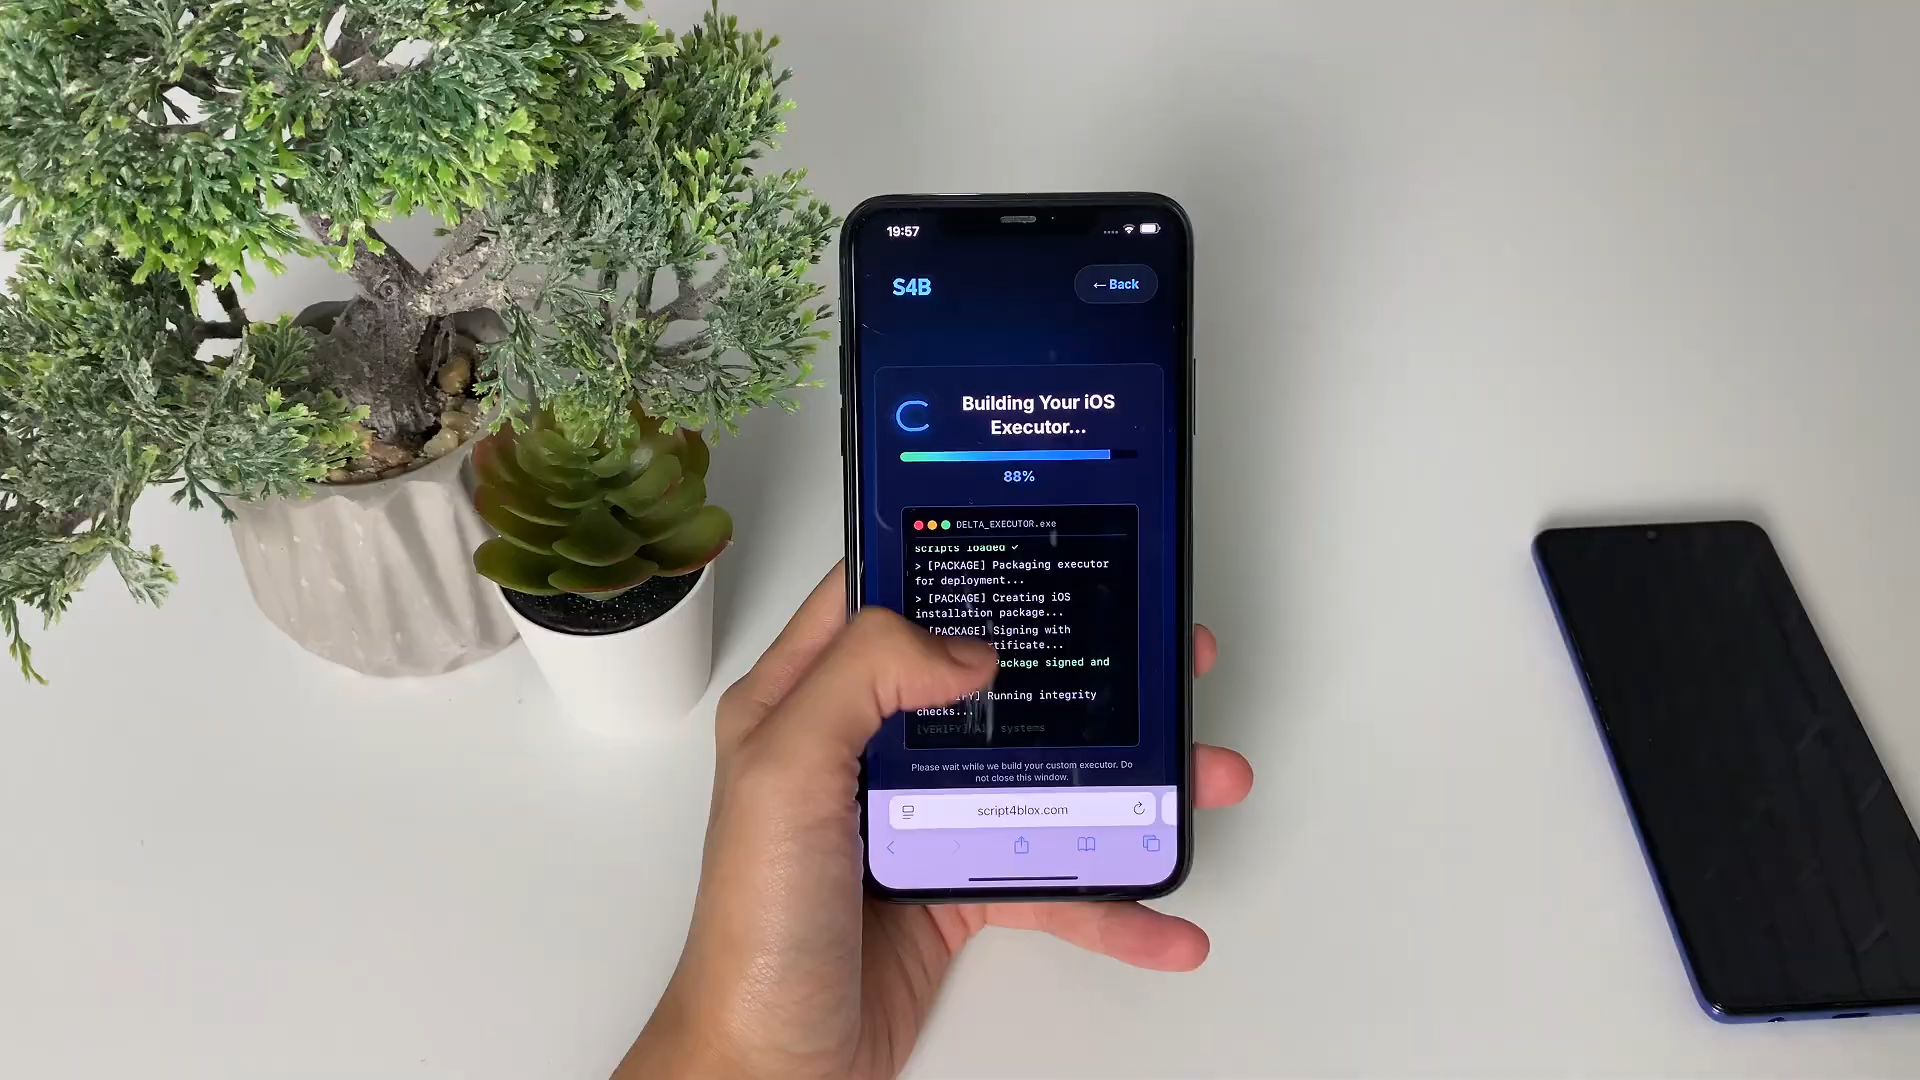 19:57
S4B
← Back
Building Your iOS
Executor...
88%
DELTA_EXECUTOR.exe
scripts loaded ✓
> [PACKAGE] Packaging executor
for deployment...
> [PACKAGE] Creating iOS
installation package...
[PACKAGE] Signing with
Package signed and
Running integrity
checks...
[VERIFY] All systems
Please wait while we build your custom executor. Do
not close this window.
script4blox.com